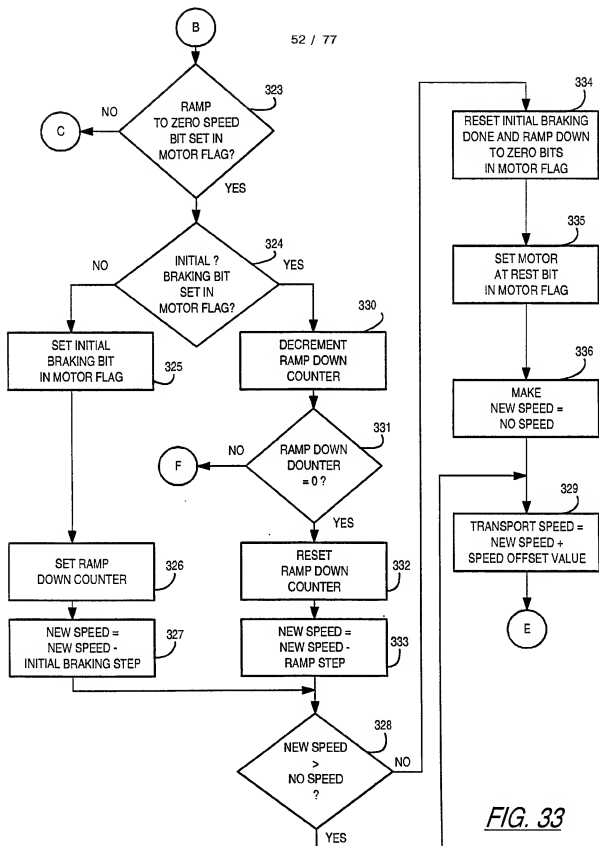 B
52 / 77
323
RAMP
TO ZERO SPEED
BIT SET IN
MOTOR FLAG?
NO
C
YES
324
INITIAL ?
BRAKING BIT
SET IN
MOTOR FLAG?
NO
YES
SET INITIAL
BRAKING BIT
IN MOTOR FLAG
325
330
DECREMENT
RAMP DOWN
COUNTER
331
RAMP DOWN
DOUNTER
= 0 ?
NO
F
YES
SET RAMP
DOWN COUNTER
326
RESET
RAMP DOWN
COUNTER
332
NEW SPEED =
NEW SPEED -
INITIAL BRAKING STEP
327
NEW SPEED =
NEW SPEED -
RAMP STEP
333
328
NEW SPEED
>
NO SPEED
?
NO
YES
334
RESET INITIAL BRAKING
DONE AND RAMP DOWN
TO ZERO BITS
IN MOTOR FLAG
335
SET MOTOR
AT REST BIT
IN MOTOR FLAG
336
MAKE
NEW SPEED =
NO SPEED
329
TRANSPORT SPEED =
NEW SPEED +
SPEED OFFSET VALUE
E
FIG. 33